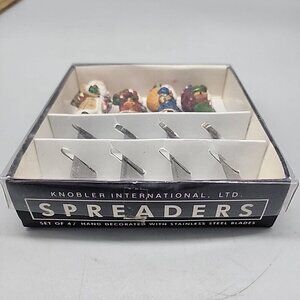 KNOBLER INTERNATIONAL, LTD.
SPREADERS
SET OF 4 / HAND DECORATED WITH STAINLESS STEEL BLADES